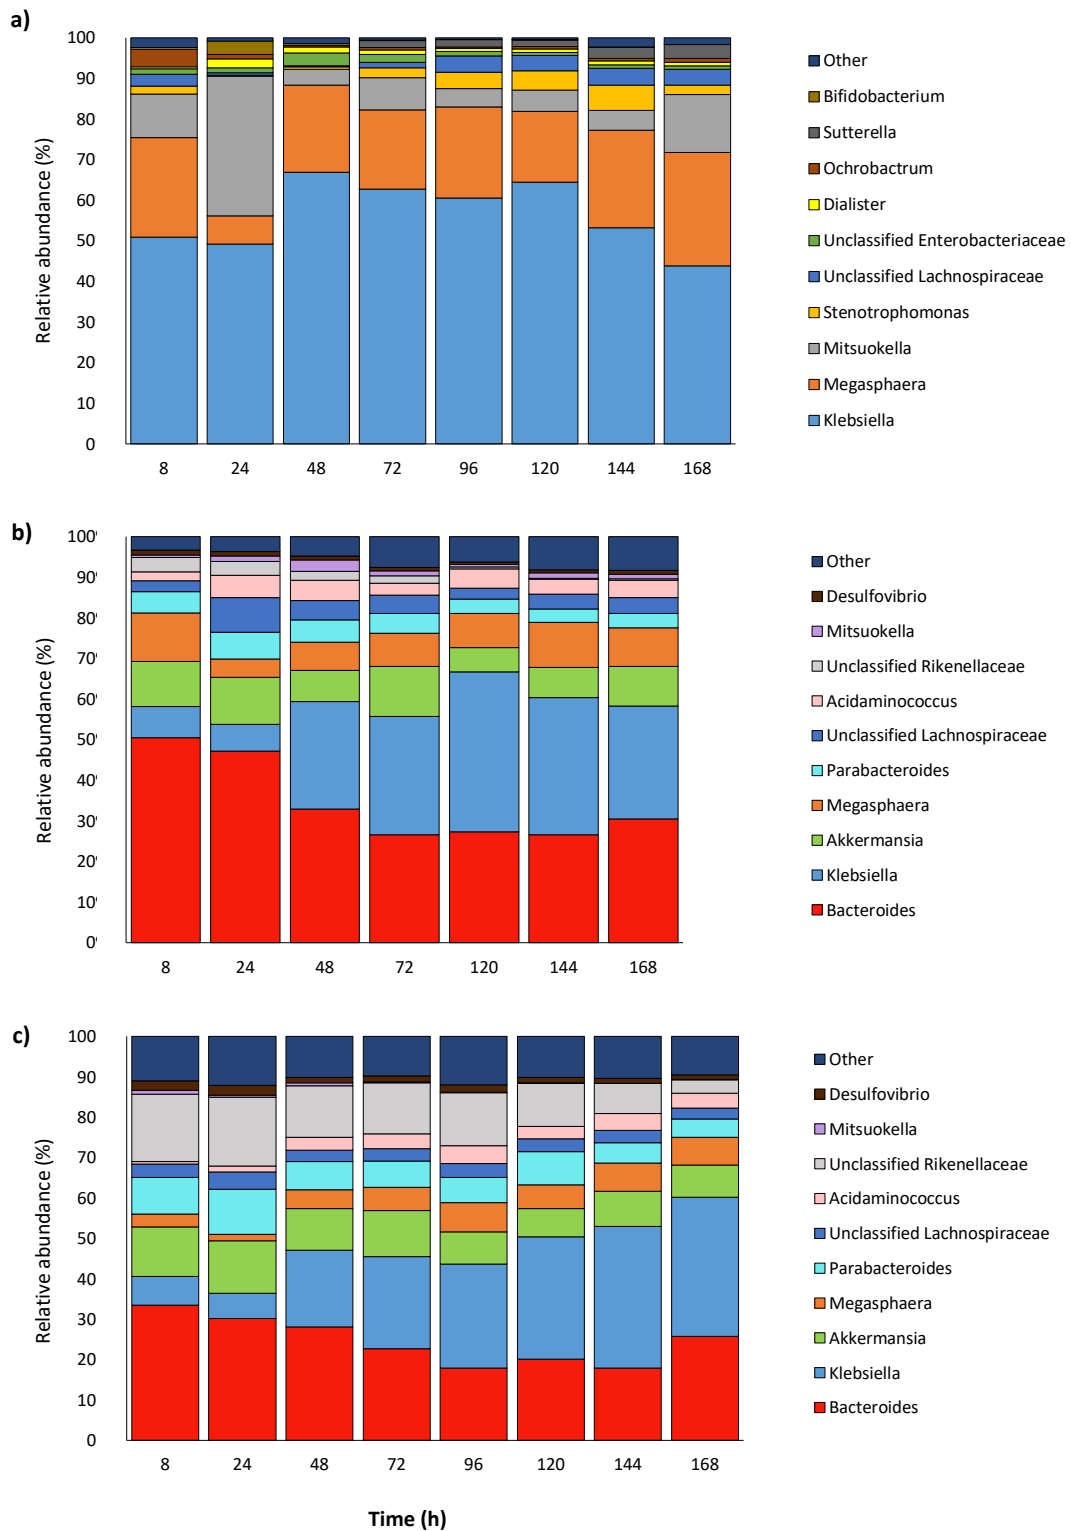 a)
Relative abundance (%)
100
90
80
70
60
50
40
30
20
10
0
8 24 48 72 96 120 144 168
Other
Bifidobacterium
Sutterella
Ochrobactrum
Dialister
Unclassified Enterobacteriaceae
Unclassified Lachnospiraceae
Stenotrophomonas
Mitsuokella
Megasphaera
Klebsiella
b)
Relative abundance (%)
100
90
80
70
60
50
40
30
20
10
0
8 24 48 72 120 144 168
Other
Desulfovibrio
Mitsuokella
Unclassified Rikenellaceae
Acidaminococcus
Unclassified Lachnospiraceae
Parabacteroides
Megasphaera
Akkermansia
Klebsiella
Bacteroides
c)
Relative abundance (%)
100
90
80
70
60
50
40
30
20
10
0
8 24 48 72 96 120 144 168
Other
Desulfovibrio
Mitsuokella
Unclassified Rikenellaceae
Acidaminococcus
Unclassified Lachnospiraceae
Parabacteroides
Megasphaera
Akkermansia
Klebsiella
Bacteroides
Time (h)